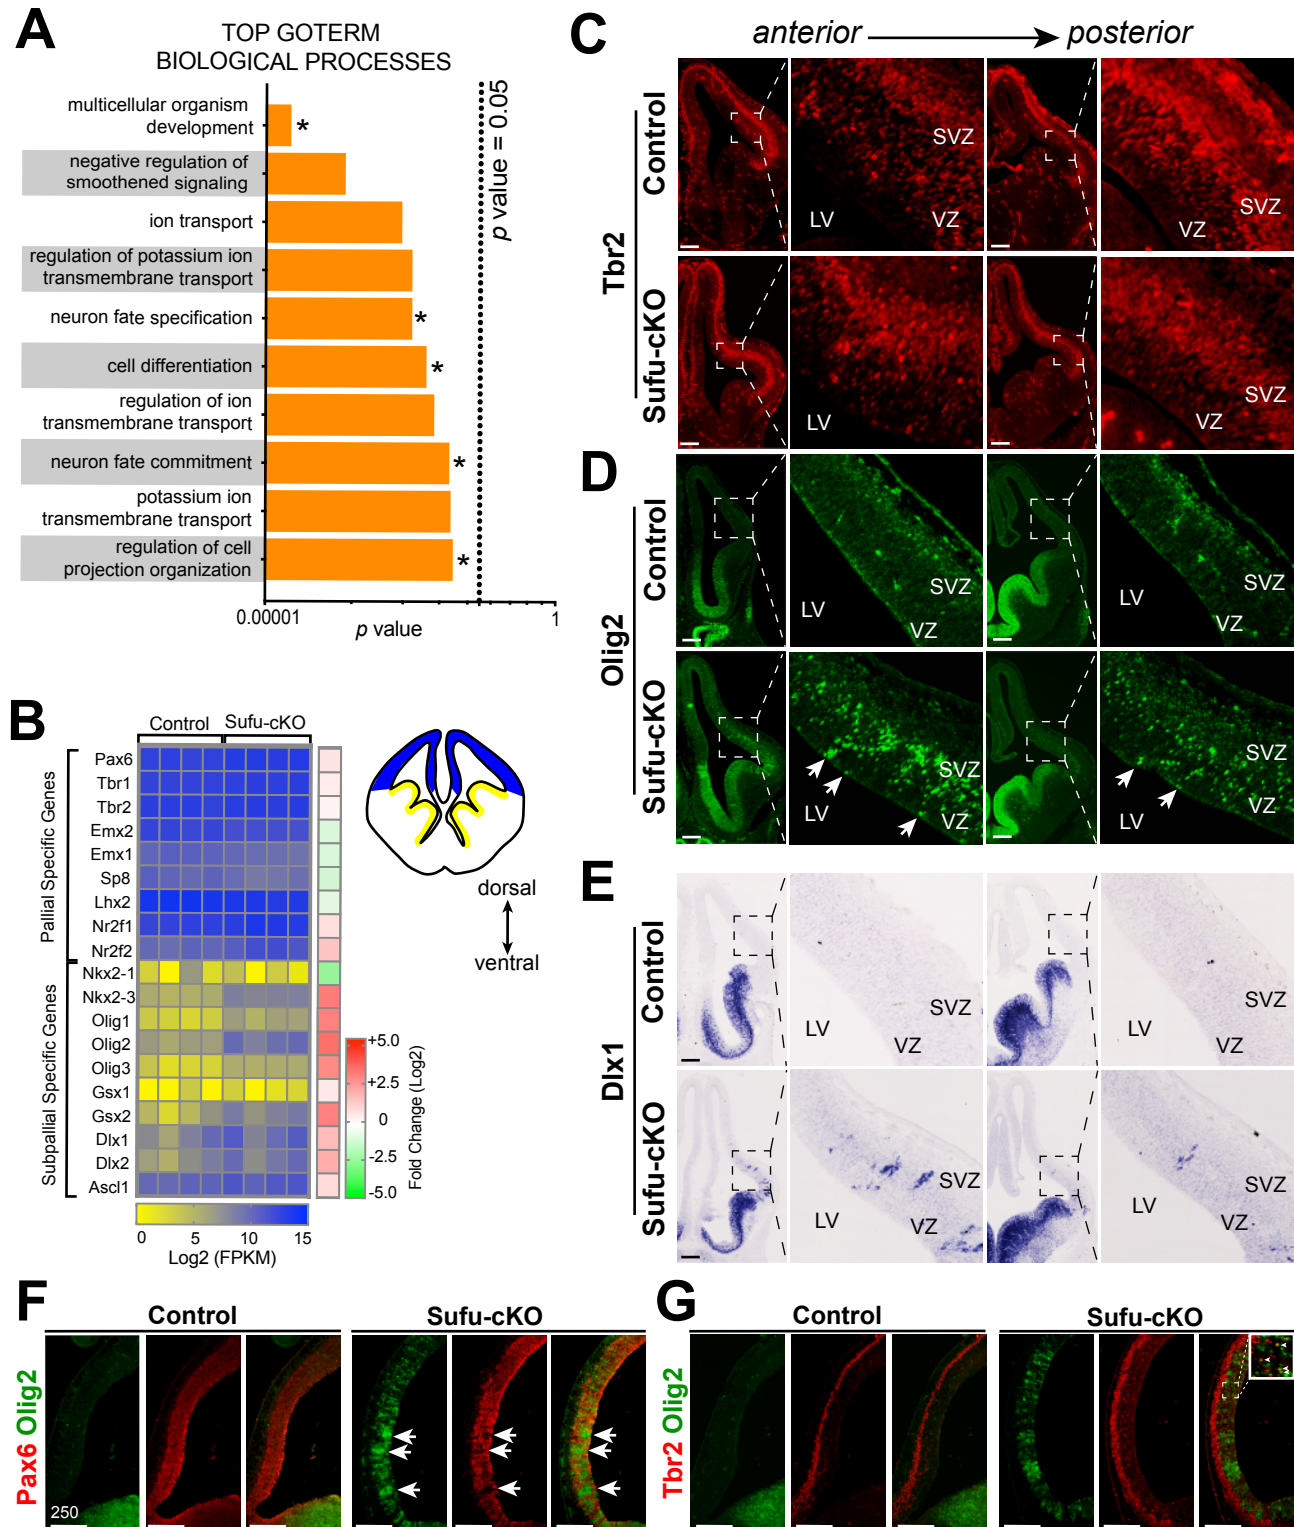 A
TOP GOTERM
BIOLOGICAL PROCESSES
multicellular organism
development
*
negative regulation of
smoothened signaling
ion transport
regulation of potassium ion
transmembrane transport
neuron fate specification
*
cell differentiation
*
regulation of ion
transmembrane transport
neuron fate commitment
*
potassium ion
transmembrane transport
regulation of cell
projection organization
*
p value = 0.05
0.00001
1
p value
B
Control
Sufu-cKO
Pallial Specific Genes
Pax6
Tbr1
Tbr2
Emx2
Emx1
Sp8
Lhx2
Nr2f1
Nr2f2
Subpallial Specific Genes
Nkx2-1
Nkx2-3
Olig1
Olig2
Olig3
Gsx1
Gsx2
Dlx1
Dlx2
Ascl1
0 5 10 15
Log2 (FPKM)
+5.0
+2.5
0
-2.5
-5.0
Fold Change (Log2)
dorsal
ventral
C
anterior
posterior
Tbr2
Control
LV
VZ
SVZ
VZ
SVZ
Sufu-cKO
LV
VZ
SVZ
D
Olig2
Control
LV
VZ
SVZ
LV
VZ
SVZ
Sufu-cKO
LV
VZ
SVZ
LV
VZ
SVZ
E
Dlx1
Control
LV
VZ
SVZ
LV
VZ
SVZ
Sufu-cKO
LV
VZ
SVZ
LV
VZ
SVZ
F
Control
Sufu-cKO
Pax6 Olig2
250
G
Control
Sufu-cKO
Tbr2 Olig2